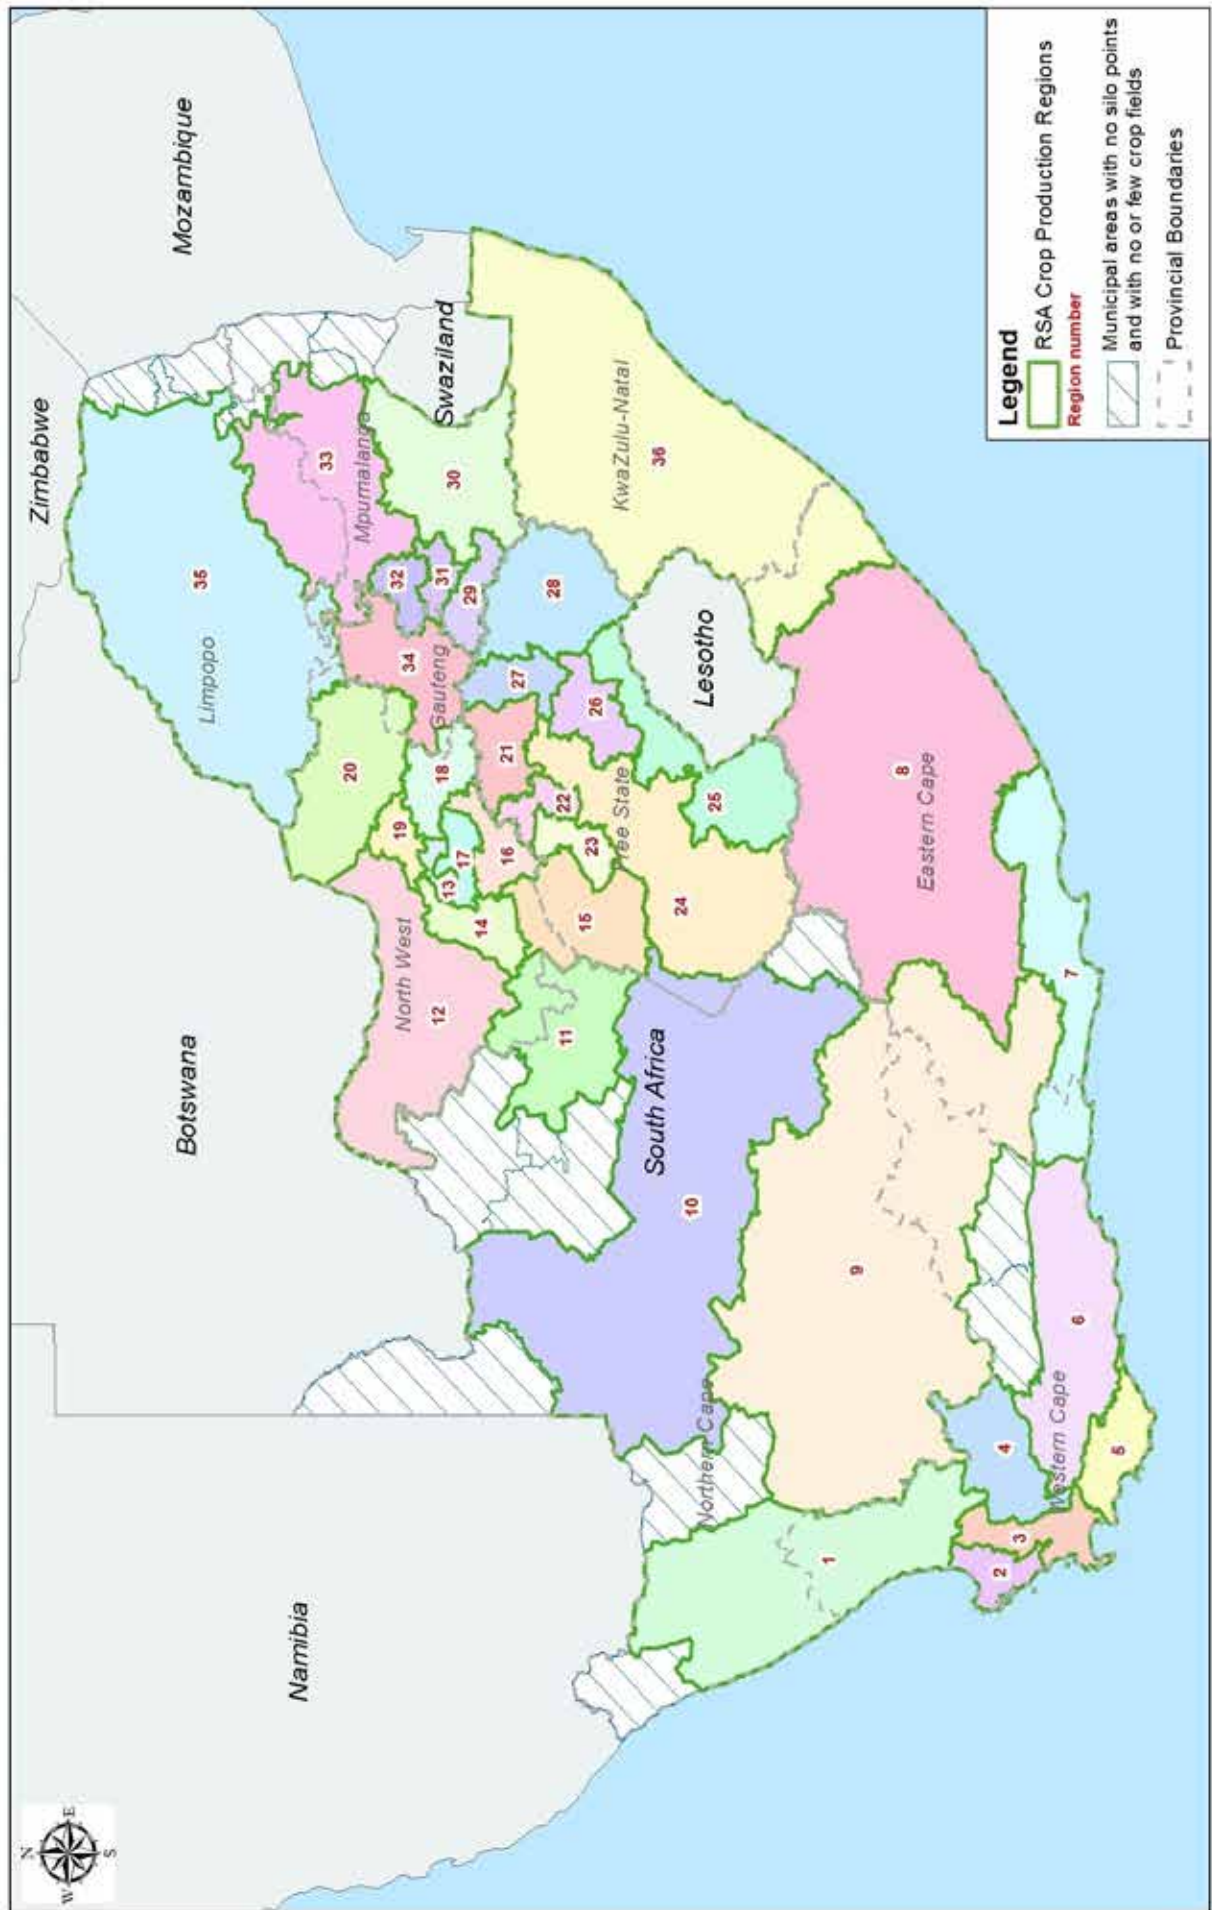 N
W
E
S
Namibia
Botswana
Zimbabwe
Mozambique
Swaziland
Lesotho
South Africa
Limpopo
Mpumalanga
Gauteng
North West
Free State
KwaZulu-Natal
Northern Cape
Eastern Cape
Western Cape
1
2
3
4
5
6
7
8
9
10
11
12
13
14
15
16
17
18
19
20
21
22
23
24
25
26
27
28
29
30
31
32
33
34
35
36
Legend
RSA Crop Production Regions
Region number
Municipal areas with no silo points
and with no or few crop fields
Provincial Boundaries